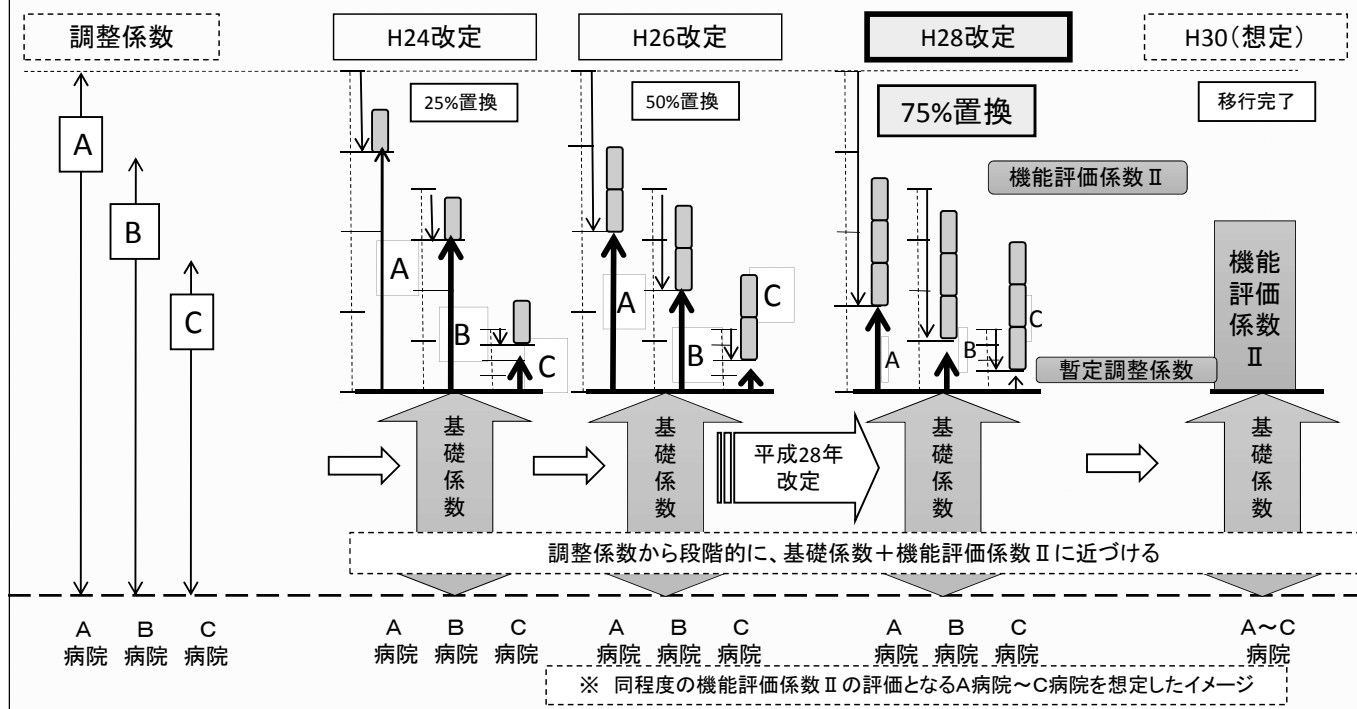 調整係数
H24改定
H26改定
H28改定
H30(想定)
25%置換
50%置換
75%置換
移行完了
A
B
C
A
B
C
A
B
C
A
B
C
機能評価係数Ⅱ
暫定調整係数
機能
評価
係数
Ⅱ
基礎係数
基礎係数
平成28年
改定
基礎係数
基礎係数
調整係数から段階的に、基礎係数+機能評価係数Ⅱに近づける
A
病院
B
病院
C
病院
A
病院
B
病院
C
病院
A
病院
B
病院
C
病院
A
病院
B
病院
C
病院
A~C
病院
※ 同程度の機能評価係数Ⅱの評価となるA病院~C病院を想定したイメージ